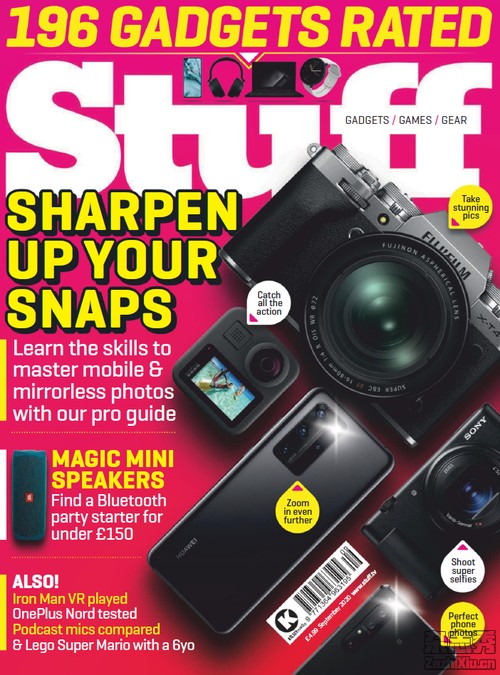 196 GADGETS RATED
Stuff
GADGETS / GAMES / GEAR
SHARPEN
UP YOUR
SNAPS
Learn the skills to
master mobile &
mirrorless photos
with our pro guide
Take
stunning
pics
FUJIFILM
FUJINON ASPHERICAL LENS
X-T4
Catch
all the
action
MAGIC MINI
SPEAKERS
Find a Bluetooth
party starter for
under £150
JBL
Zoom
in even
further
HUAWEI
SONY
Shoot
super
selfies
Perfect
phone
photos
ALSO!
Iron Man VR played
OnePlus Nord tested
Podcast mics compared
& Lego Super Mario with a 6yo
£4.99 September 2020 www.stuff.tv
09